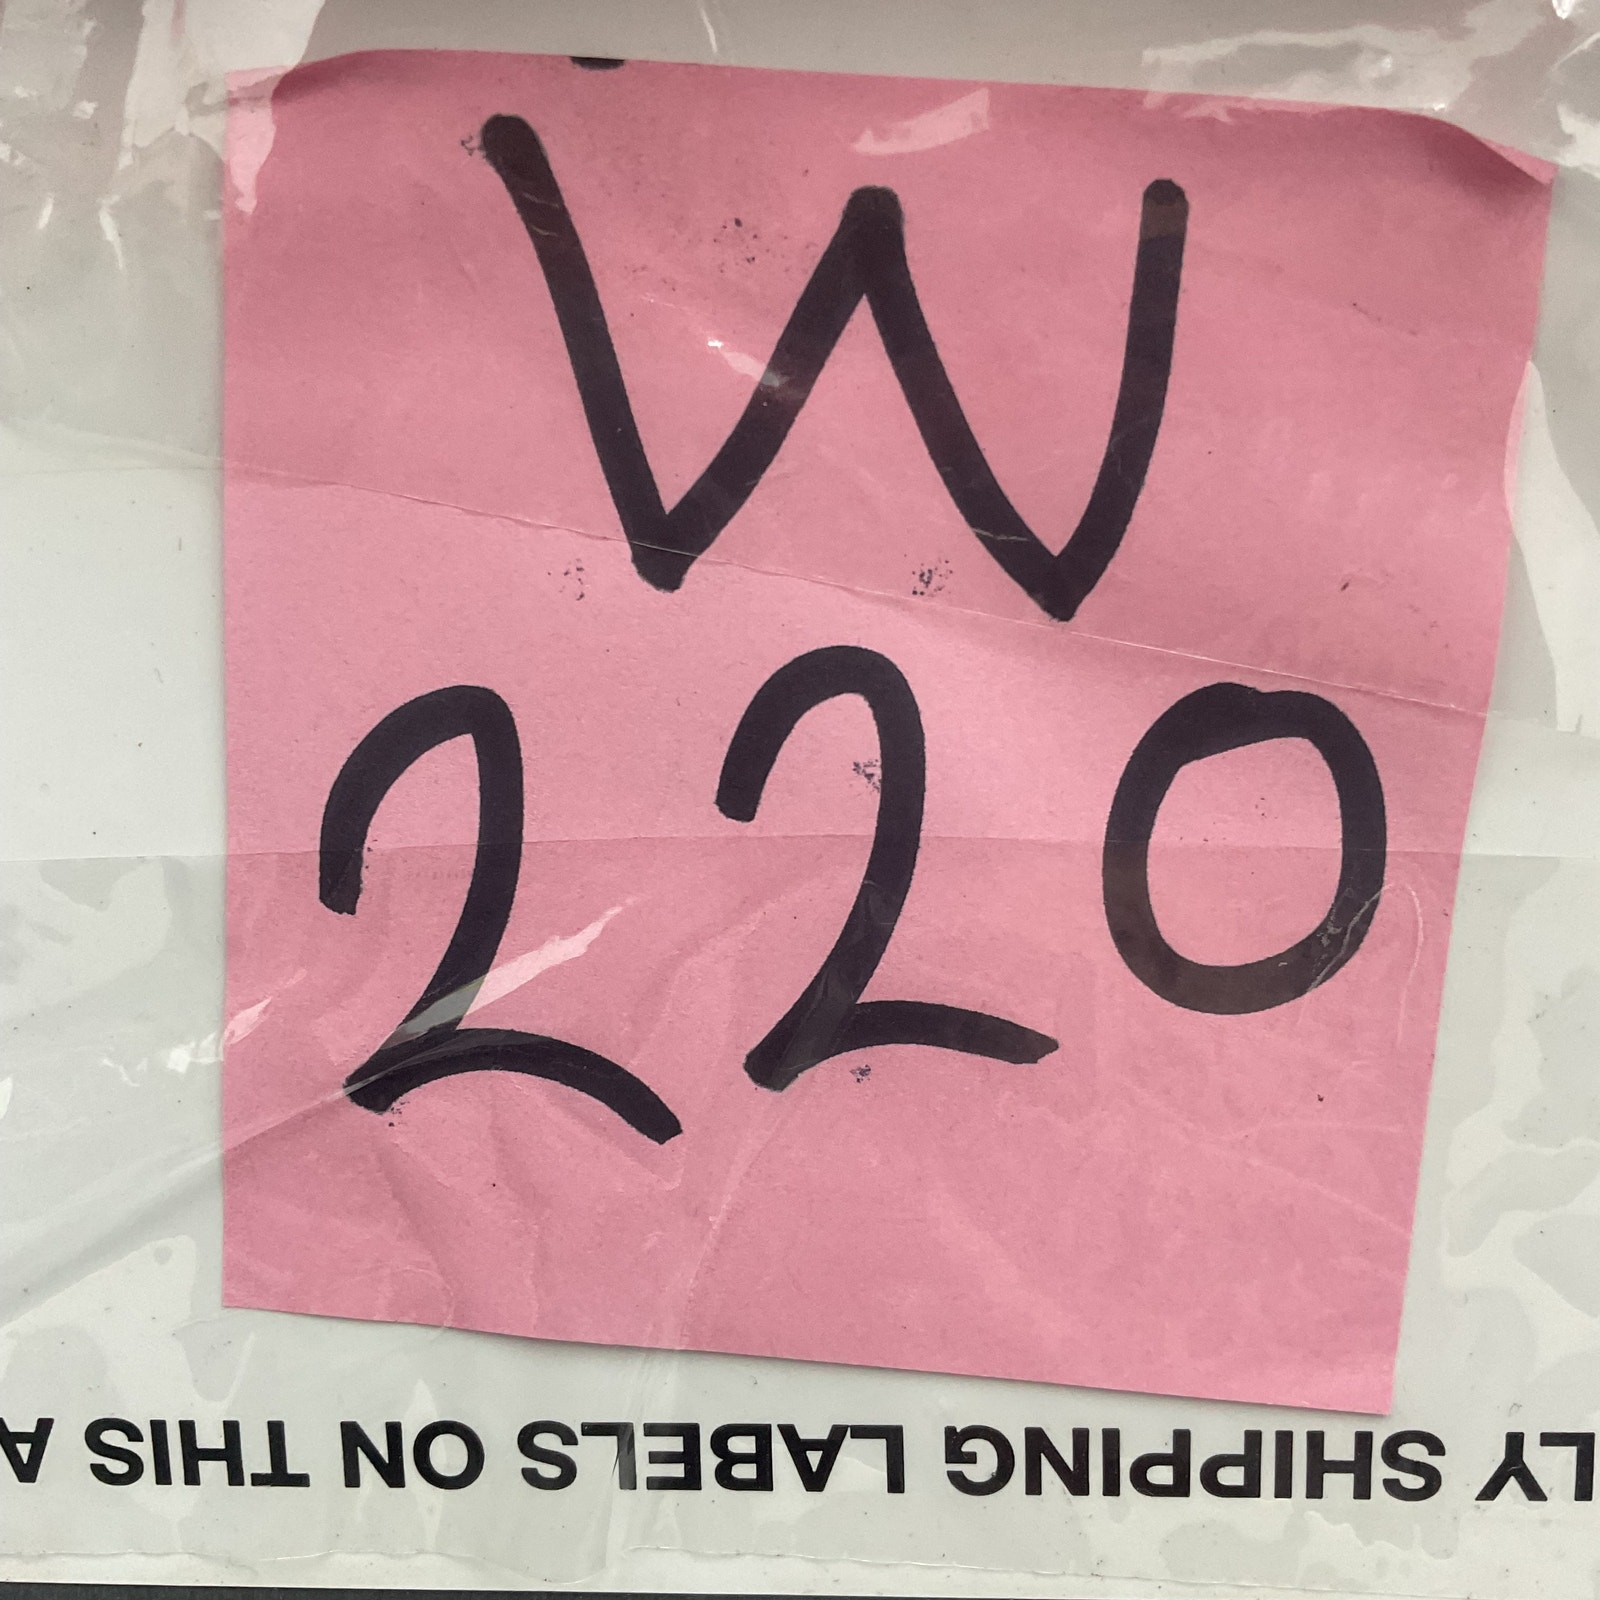 W
220
LY SHIPPING LABELS ON THIS A